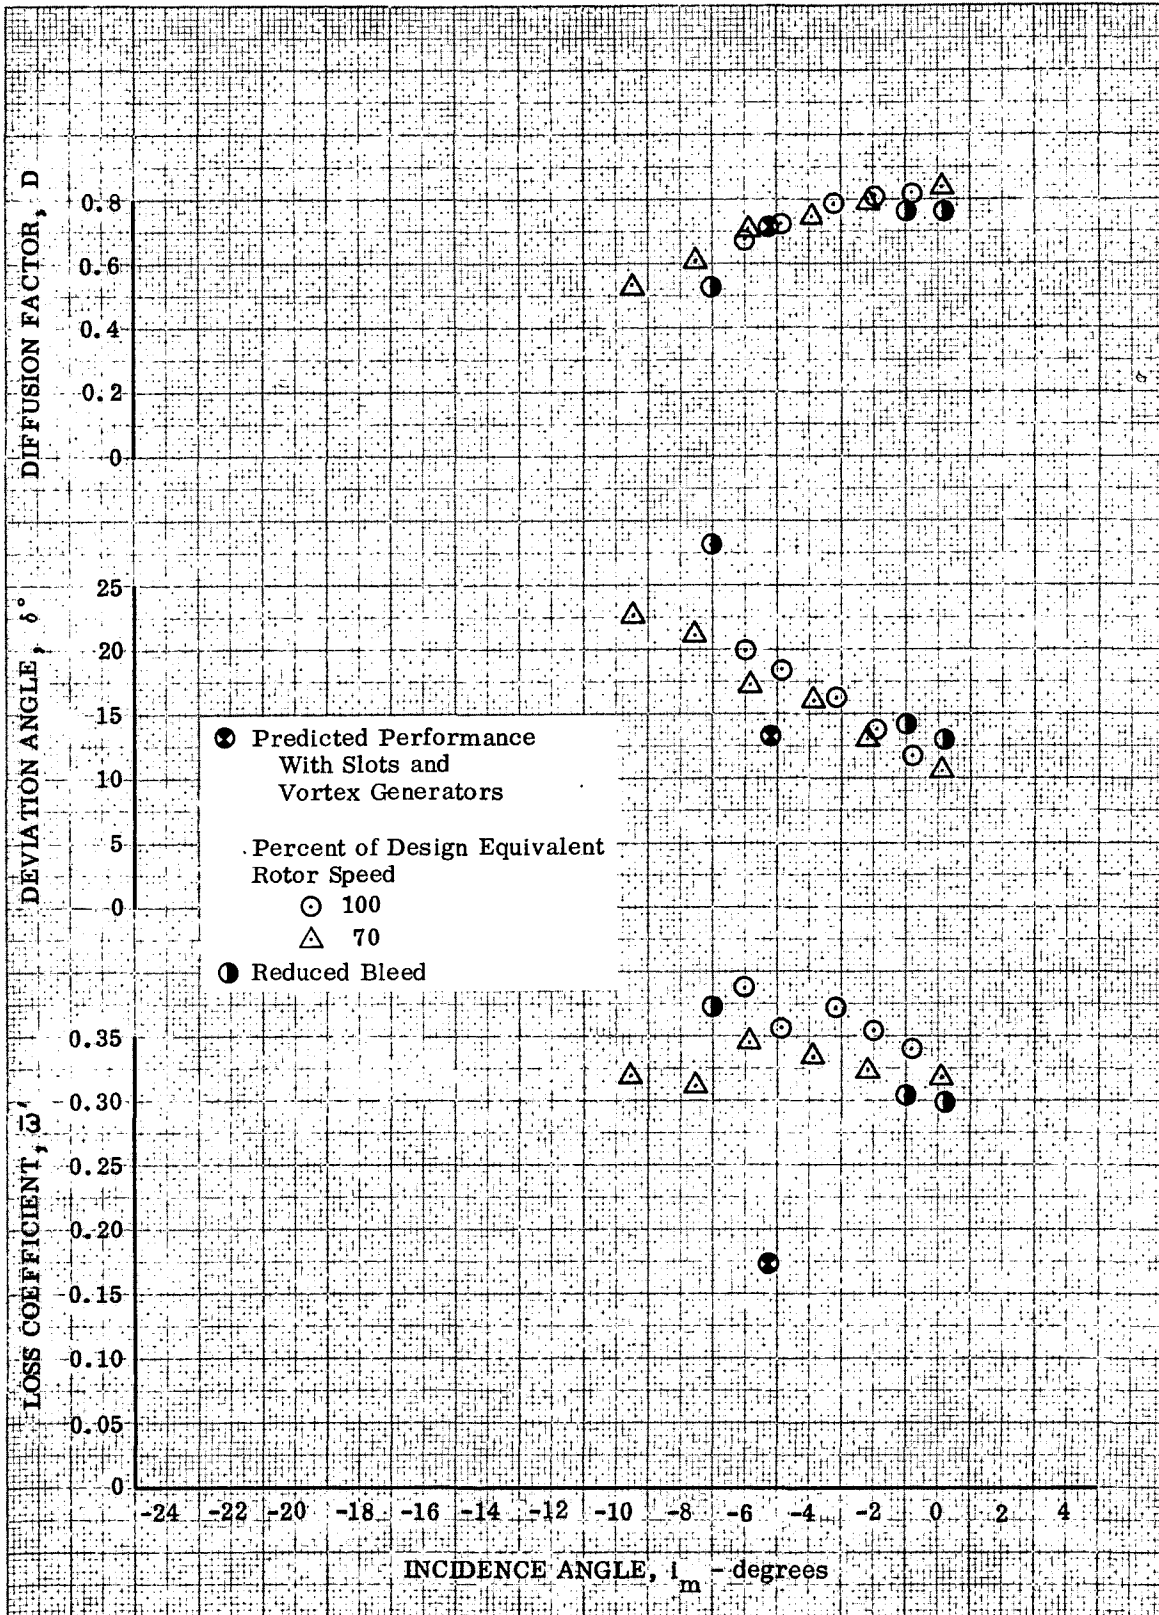 DIFFUSION FACTOR, D
0.8
0.6
0.4
0.2
0
DEVIATION ANGLE, δ°
25
20
15
10
5
0
Predicted Performance
With Slots and
Vortex Generators
Percent of Design Equivalent
Rotor Speed
100
70
Reduced Bleed
LOSS COEFFICIENT, ω̄'
0.35
0.30
0.25
0.20
0.15
0.10
0.05
0
-24 -22 -20 -18 -16 -14 -12 -10 -8 -6 -4 -2 0 2 4
INCIDENCE ANGLE, i_m - degrees